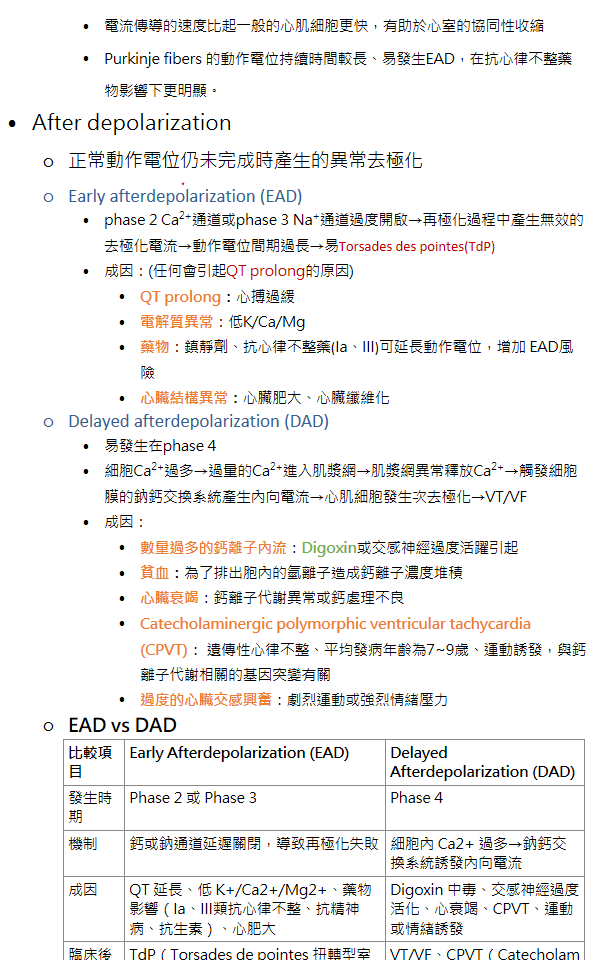 • 電流傳導的速度比起一般的心肌細胞更快，有助於心室的協同性收縮
• Purkinje fibers 的動作電位持續時間較長、易發生EAD，在抗心律不整藥
物影響下更明顯。
• After depolarization
o 正常動作電位仍未完成時產生的異常去極化
o Early afterdepolarization (EAD)
• phase 2 Ca²⁺通道或phase 3 Na⁺通道過度開啟→再極化過程中產生無效的
去極化電流→動作電位間期過長→易Torsades des pointes(TdP)
• 成因：(任何會引起QT prolong的原因)
• QT prolong：心搏過緩
• 電解質異常：低K/Ca/Mg
• 藥物：鎮靜劑、抗心律不整藥(Ia、III)可延長動作電位，增加 EAD風
險
• 心臟結構異常：心臟肥大、心臟纖維化
o Delayed afterdepolarization (DAD)
• 易發生在phase 4
• 細胞Ca²⁺過多→過量的Ca²⁺進入肌漿網→肌漿網異常釋放Ca²⁺→觸發細胞
膜的鈉鈣交換系統產生內向電流→心肌細胞發生次去極化→VT/VF
• 成因：
• 數量過多的鈣離子內流：Digoxin或交感神經過度活躍引起
• 貧血：為了排出胞內的氫離子造成鈣離子濃度堆積
• 心臟衰竭：鈣離子代謝異常或鈣處理不良
• Catecholaminergic polymorphic ventricular tachycardia
(CPVT)： 遺傳性心律不整、平均發病年齡為7~9歲、運動誘發，與鈣
離子代謝相關的基因突變有關
• 過度的心臟交感興奮：劇烈運動或強烈情緒壓力
o EAD vs DAD
比較項目 Early Afterdepolarization (EAD) Delayed Afterdepolarization (DAD)
發生時期 Phase 2 或 Phase 3 Phase 4
機制 鈣或鈉通道延遲關閉，導致再極化失敗 細胞內 Ca2+ 過多→鈉鈣交換系統誘發內向電流
成因 QT 延長、低 K+/Ca2+/Mg2+、藥物影響（Ia、III類抗心律不整、抗精神病、抗生素）、心肥大 Digoxin 中毒、交感神經過度活化、心衰竭、CPVT、運動或情緒誘發
臨床後 TdP（Torsades de pointes 扭轉型室 VT/VF、CPVT（Catecholam